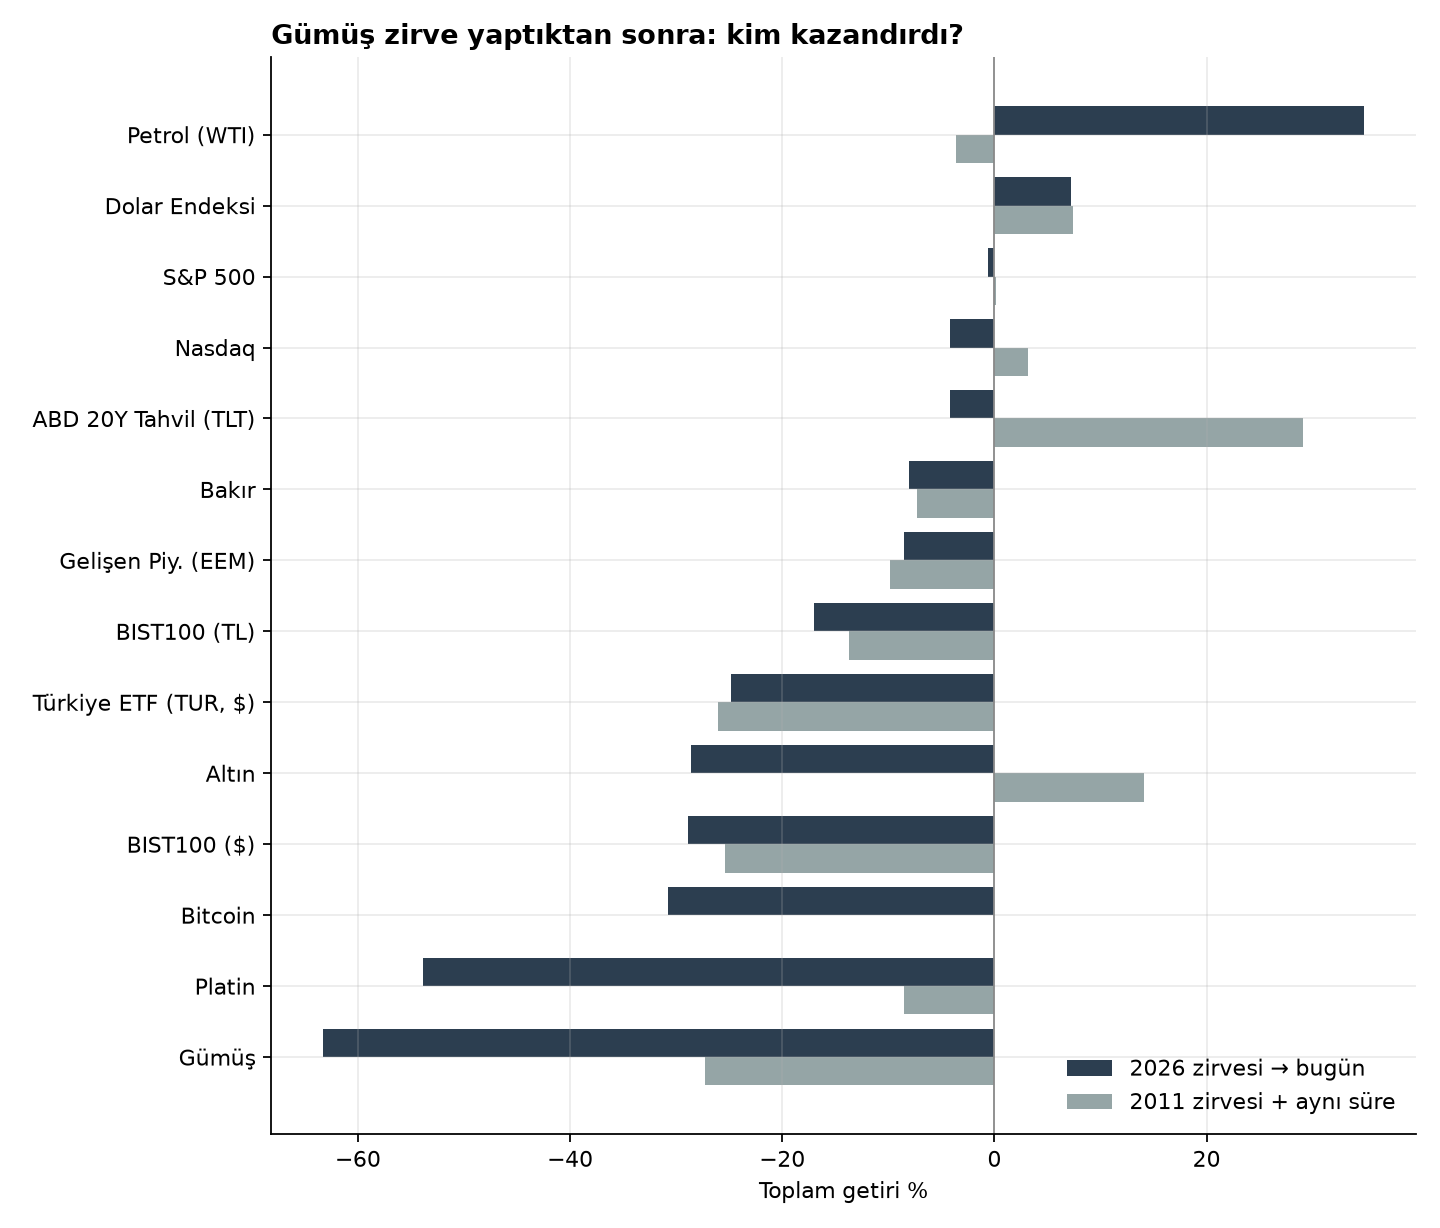 Gümüş zirve yaptıktan sonra: kim kazandırdı?
Petrol (WTI)
Dolar Endeksi
S&P 500
Nasdaq
ABD 20Y Tahvil (TLT)
Bakır
Gelişen Piy. (EEM)
BIST100 (TL)
Türkiye ETF (TUR, $)
Altın
BIST100 ($)
Bitcoin
Platin
Gümüş
2026 zirvesi → bugün
2011 zirvesi + aynı süre
−60 −40 −20 0 20
Toplam getiri %